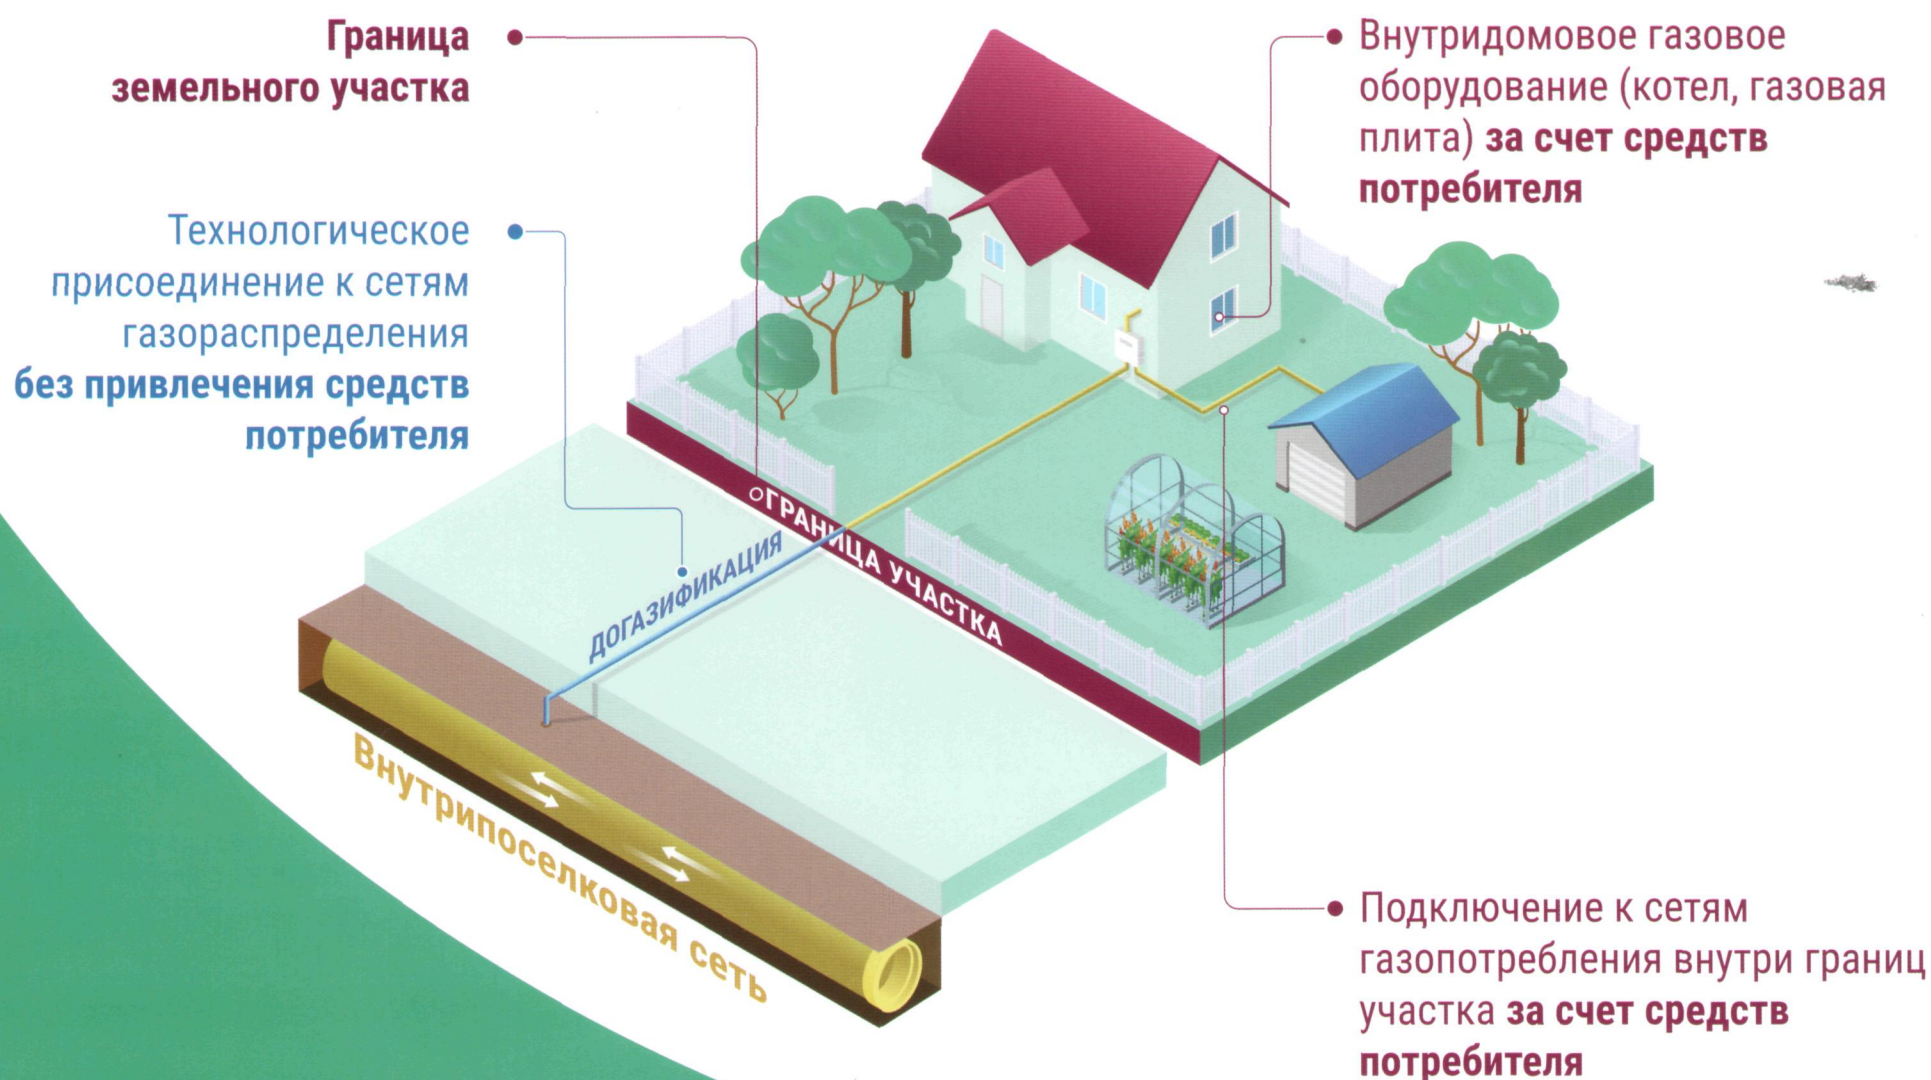 Граница
земельного участка
Технологическое
присоединение к сетям
газораспределения
без привлечения средств
потребителя
Внутридомовое газовое
оборудование (котел, газовая
плита) за счет средств
потребителя
ГРАНИЦА УЧАСТКА
ДОГАЗИФИКАЦИЯ
Внутрипоселковая сеть
Подключение к сетям
газопотребления внутри границ
участка за счет средств
потребителя